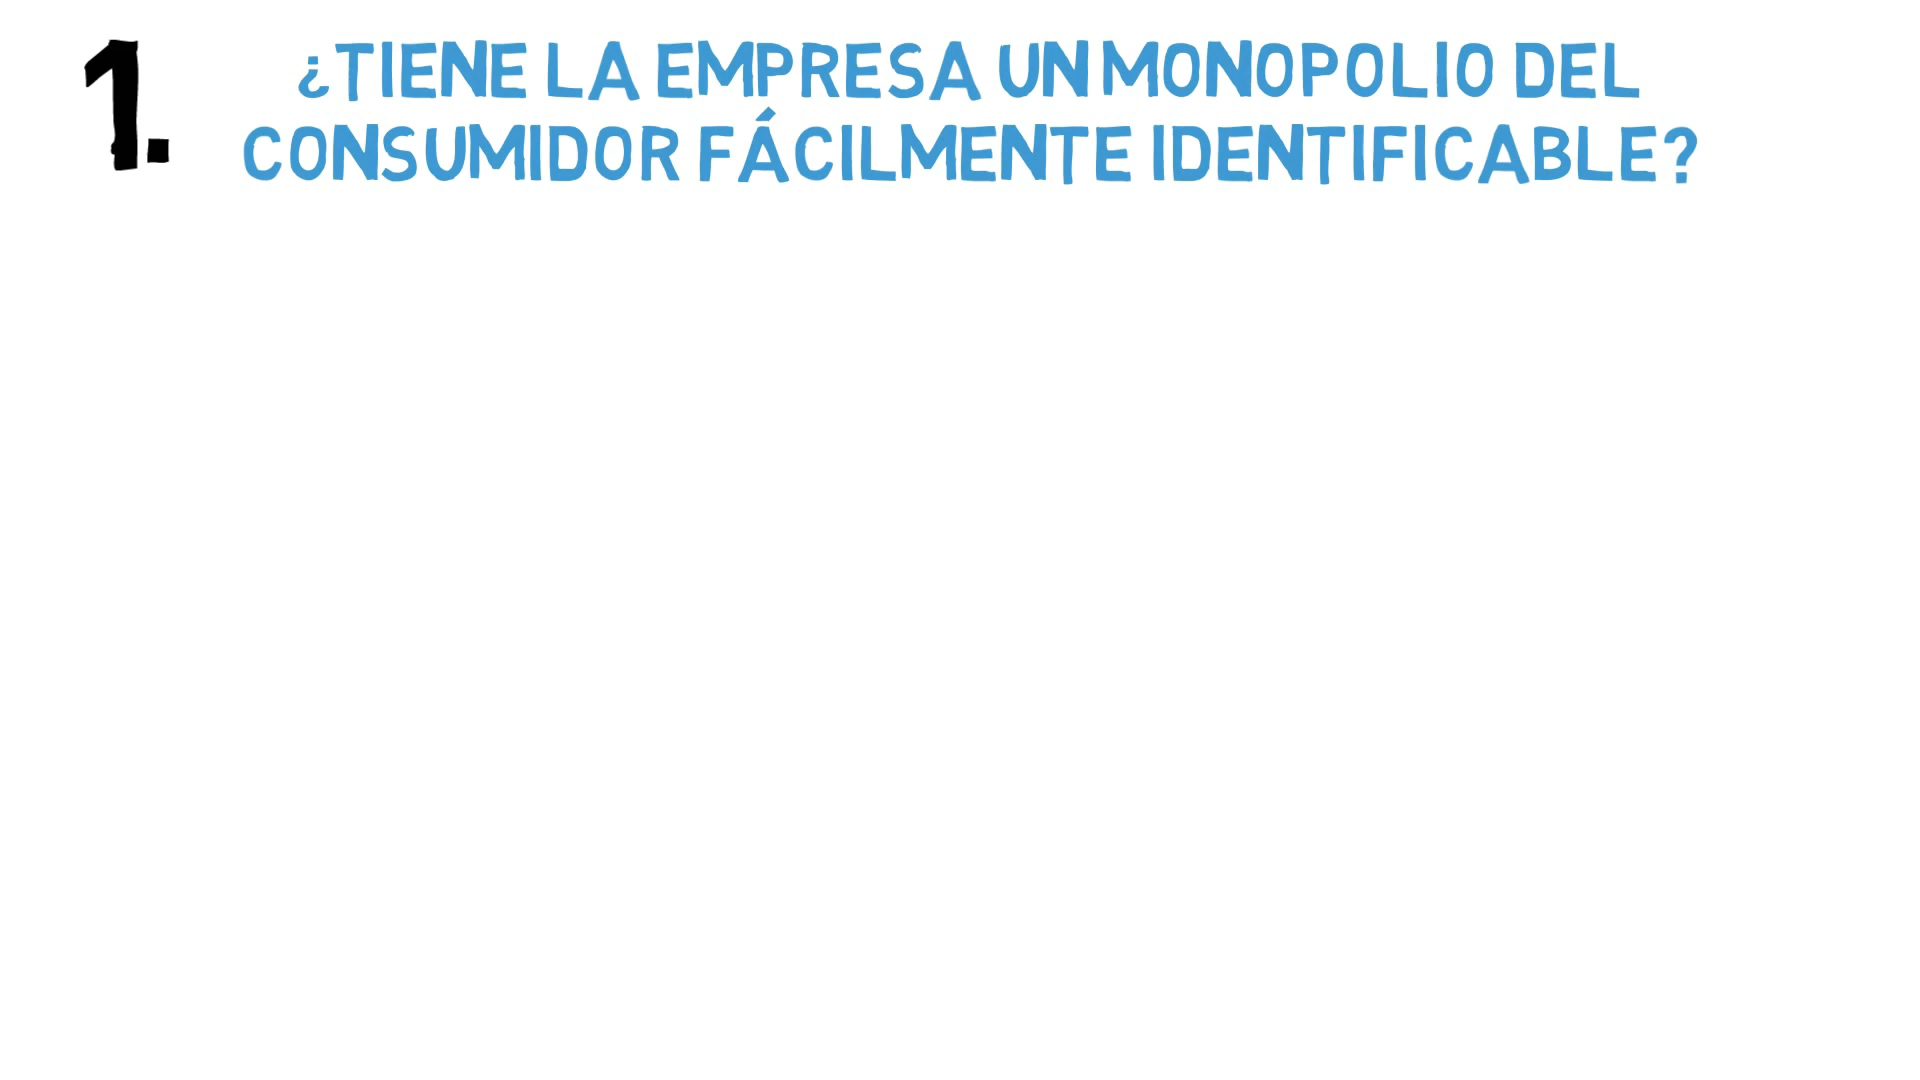 1. ¿TIENE LA EMPRESA UN MONOPOLIO DEL
CONSUMIDOR FÁCILMENTE IDENTIFICABLE?